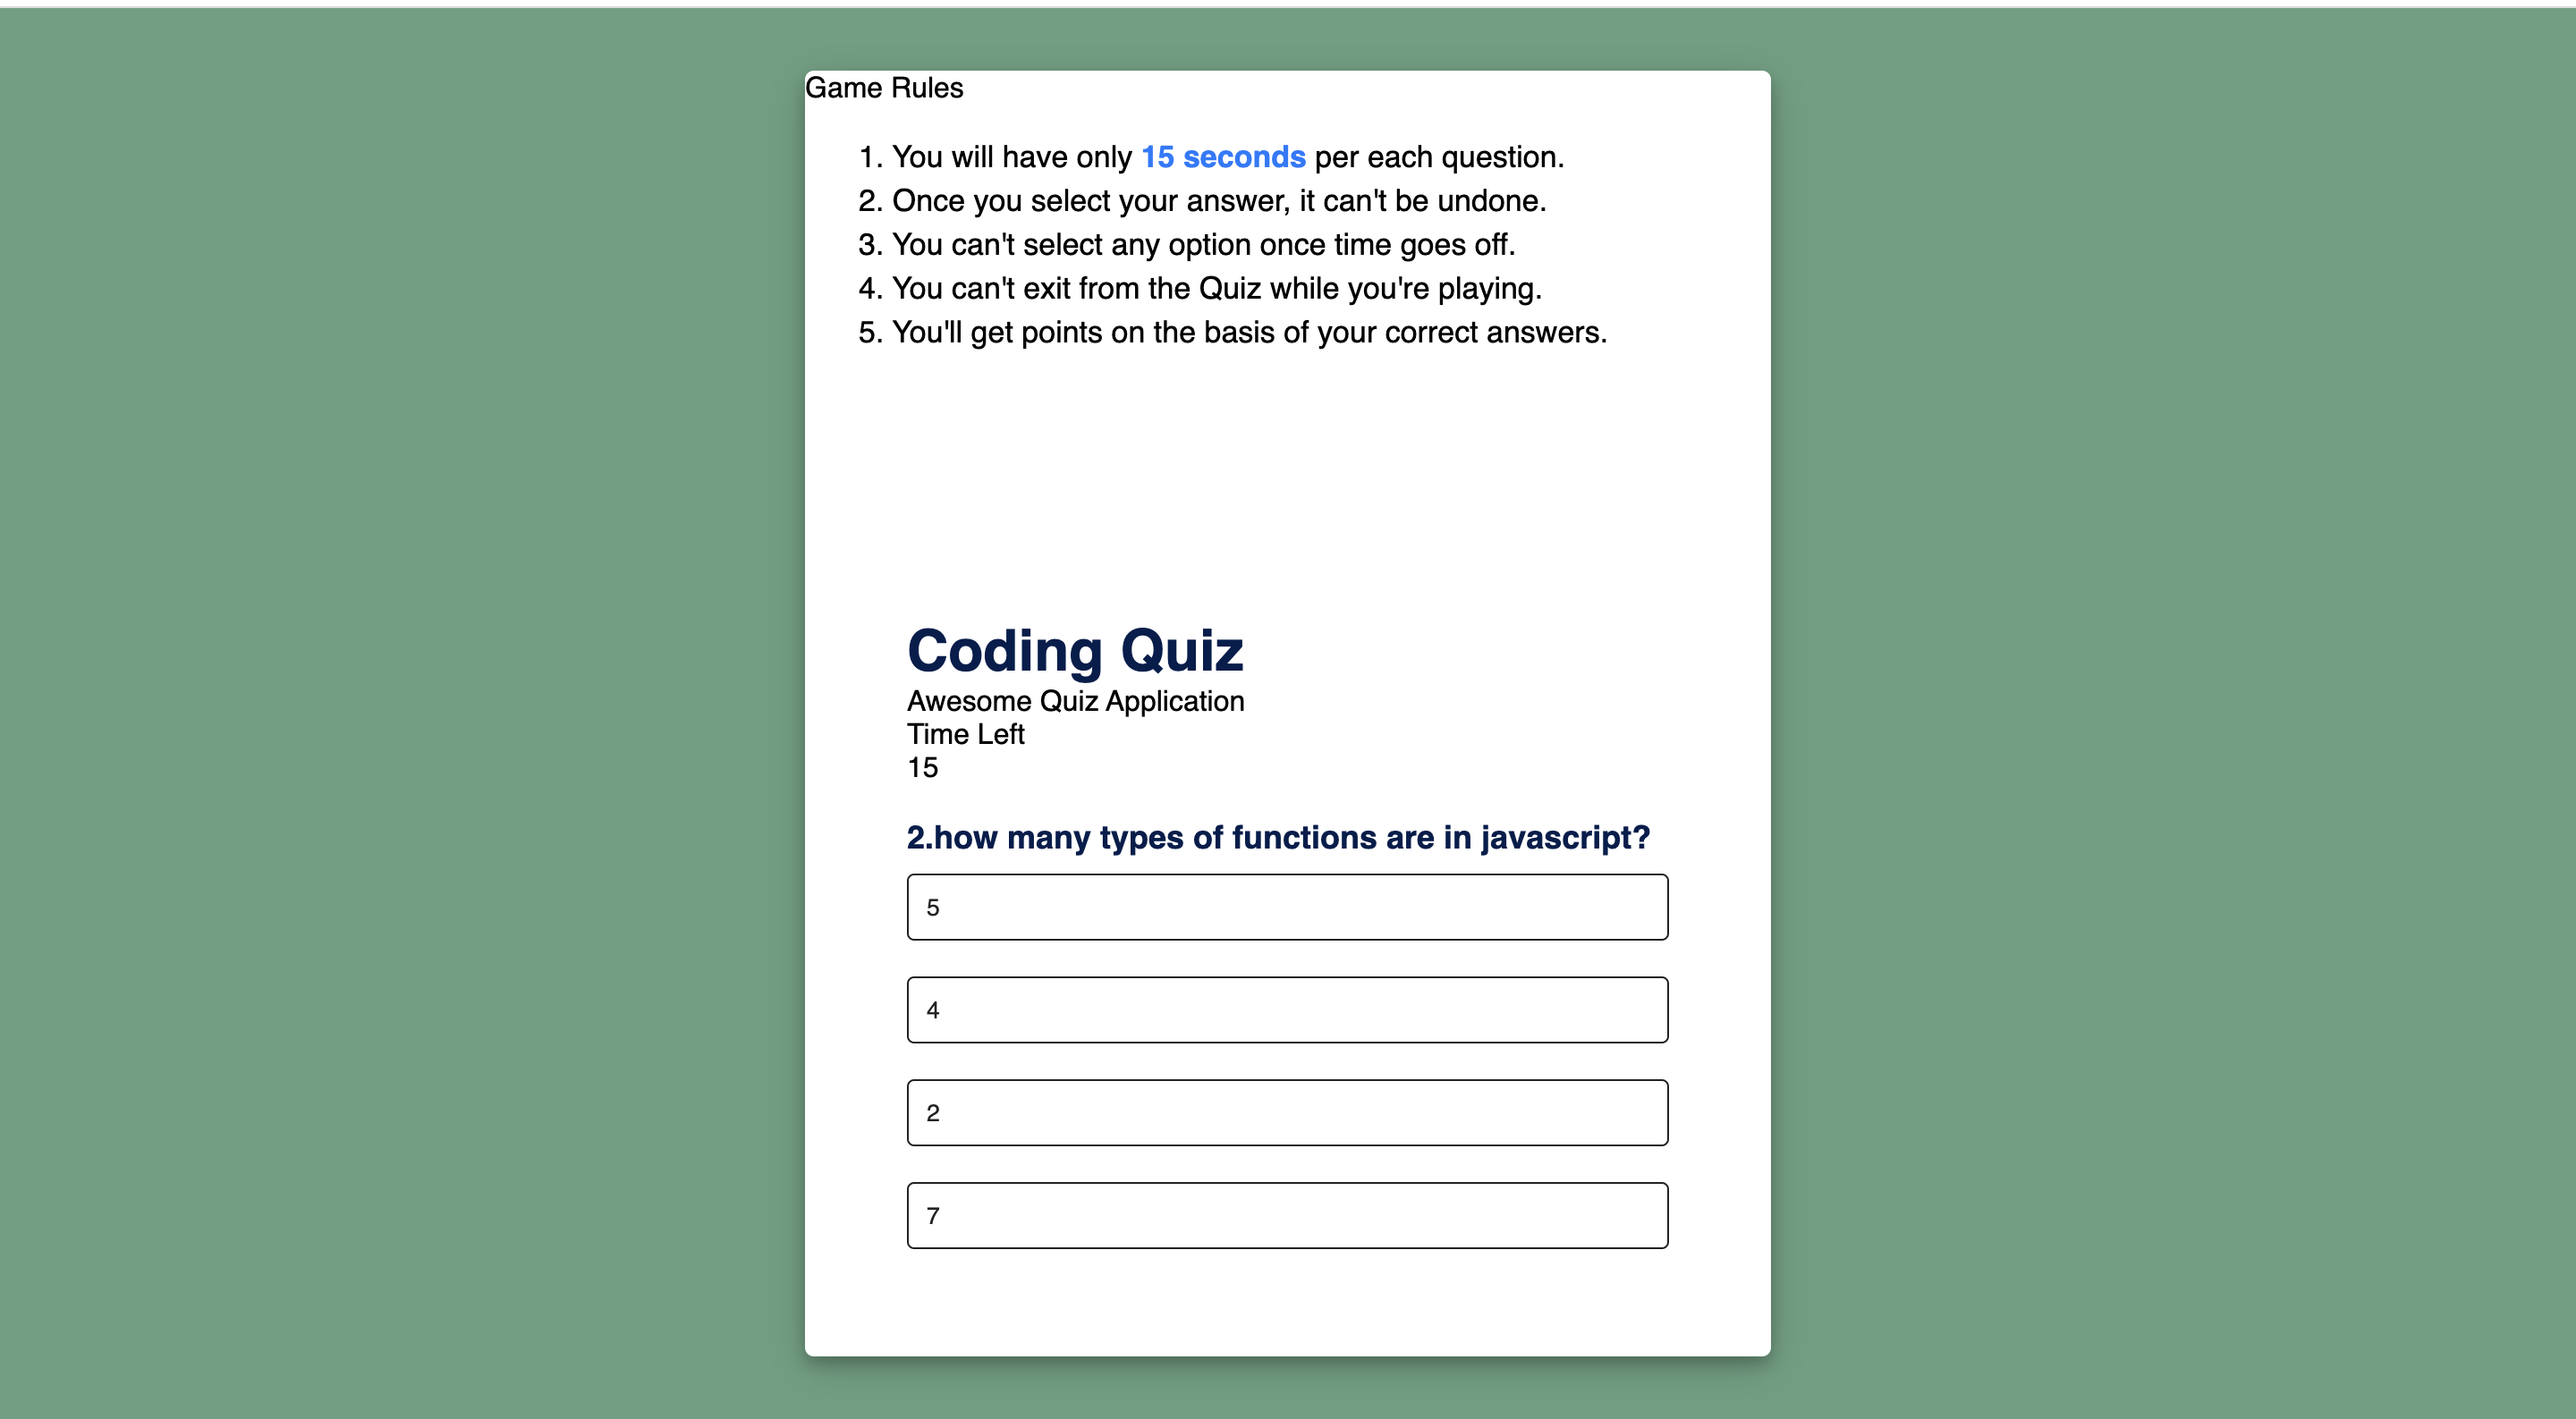 Game Rules
1. You will have only 15 seconds per each question.
2. Once you select your answer, it can't be undone.
3. You can't select any option once time goes off.
4. You can't exit from the Quiz while you're playing.
5. You'll get points on the basis of your correct answers.
Coding Quiz
Awesome Quiz Application
Time Left
15
2.how many types of functions are in javascript?
5
4
2
7